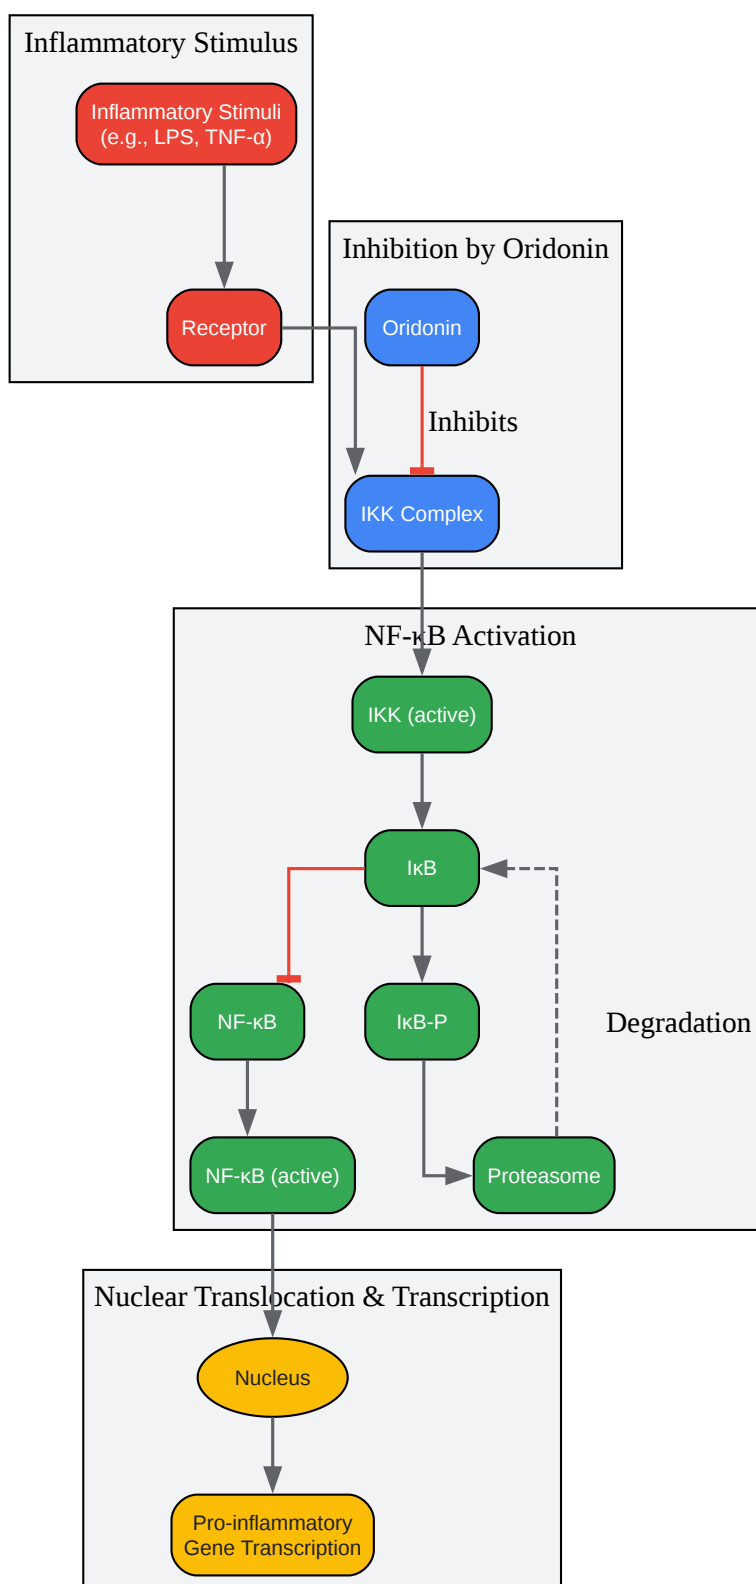 Inflammatory Stimulus
Inflammatory Stimuli
(e.g., LPS, TNF-α)
Inhibition by Oridonin
Receptor
Oridonin
Inhibits
IKK Complex
NF-κB Activation
IKK (active)
IκB
NF-κB
IκB-P
Degradation
NF-κB (active)
Proteasome
Nuclear Translocation & Transcription
Nucleus
Pro-inflammatory
Gene Transcription